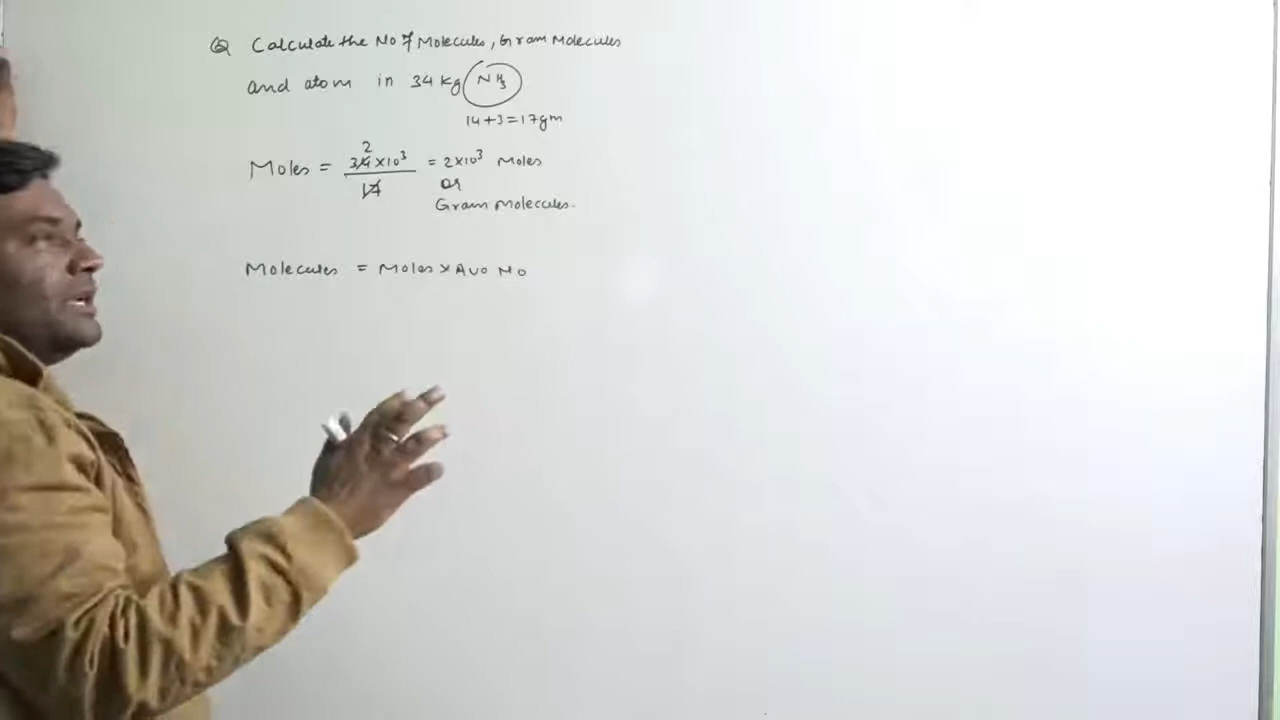 Q Calculate the No of Molecules, Gram Molecules
and atom in 34 kg NH3
14+3=17gm
Moles = 34×10³/17 = 2×10³ Moles
2
or
Gram Molecules.
Molecules = Moles × Avo No